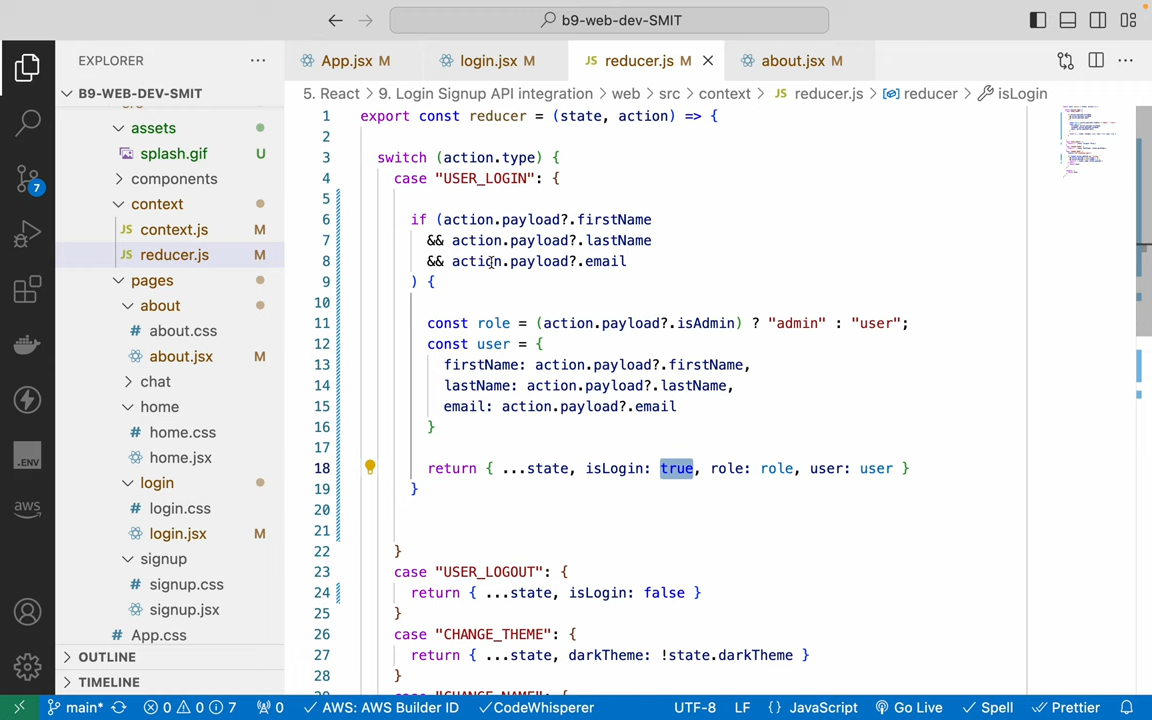 b9-web-dev-SMIT
EXPLORER
B9-WEB-DEV-SMIT
assets
splash.gif U
components
context
JS context.js M
JS reducer.js M
pages
about
about.css
about.jsx M
chat
home
home.css
home.jsx
login
login.css
login.jsx M
signup
signup.css
signup.jsx
App.css
OUTLINE
TIMELINE
7
.ENV
aws
App.jsx M
login.jsx M
JS reducer.js M
about.jsx M
5. React > 9. Login Signup API integration > web > src > context > JS reducer.js > reducer > isLogin
1 export const reducer = (state, action) => {
2
3 switch (action.type) {
4 case "USER_LOGIN": {
5
6 if (action.payload?.firstName
7 && action.payload?.lastName
8 && action.payload?.email
9 ) {
10
11 const role = (action.payload?.isAdmin) ? "admin" : "user";
12 const user = {
13 firstName: action.payload?.firstName,
14 lastName: action.payload?.lastName,
15 email: action.payload?.email
16 }
17
18 return { ...state, isLogin: true, role: role, user: user }
19 }
20
21
22 }
23 case "USER_LOGOUT": {
24 return { ...state, isLogin: false }
25 }
26 case "CHANGE_THEME": {
27 return { ...state, darkTheme: !state.darkTheme }
28 }
main* 0 0 7 0 AWS: AWS Builder ID CodeWhisperer UTF-8 LF {} JavaScript Go Live Spell Prettier